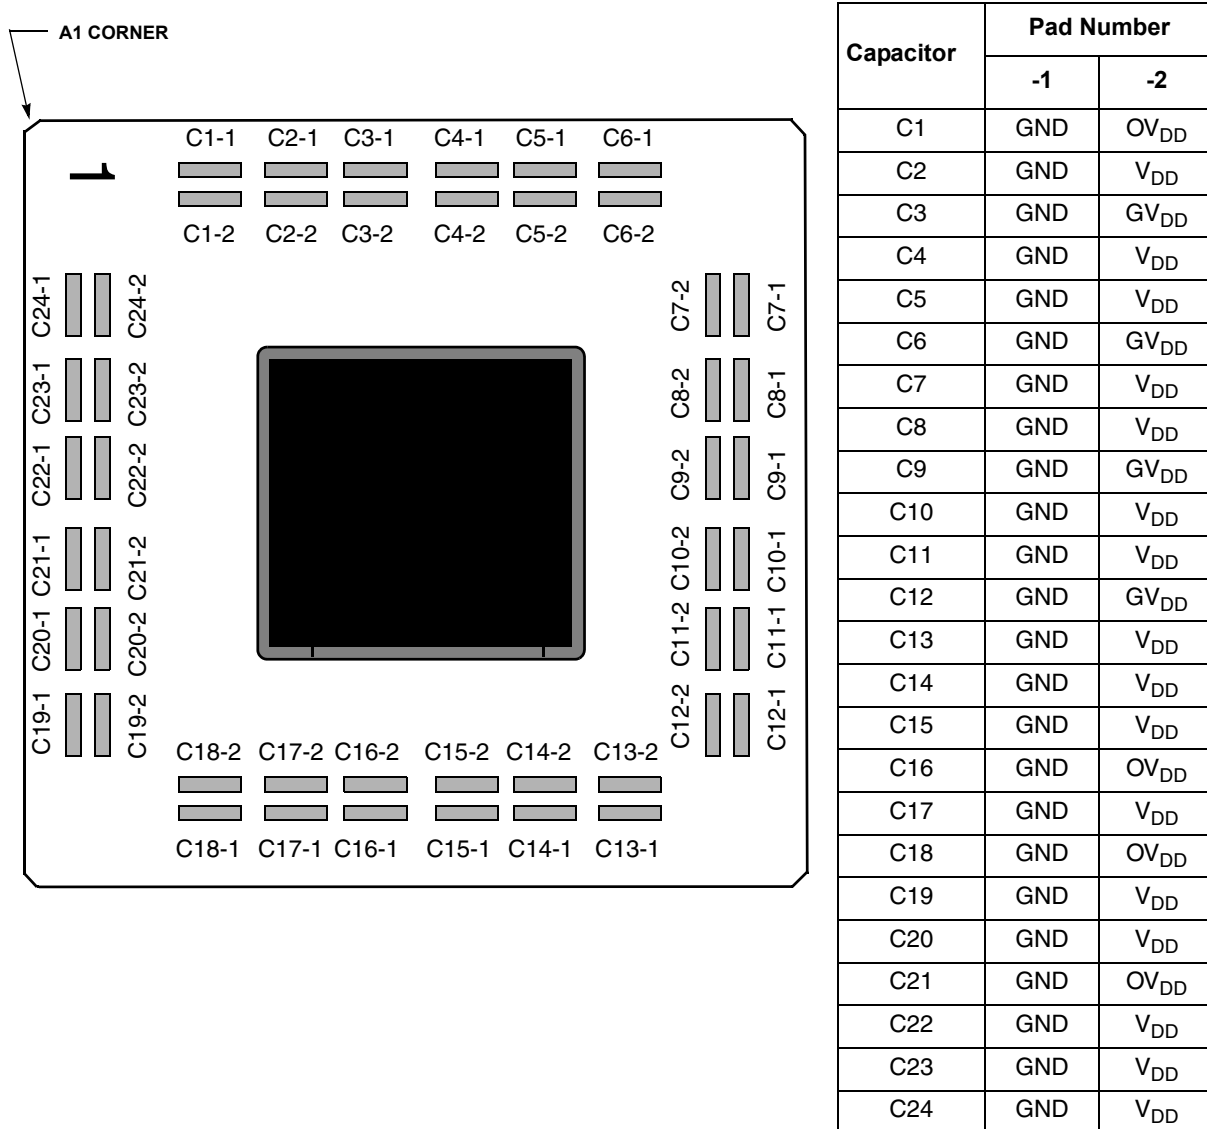 A1 CORNER
1
C1-1 C2-1 C3-1 C4-1 C5-1 C6-1
C1-2 C2-2 C3-2 C4-2 C5-2 C6-2
C24-1 C24-2 C7-2 C7-1
C23-1 C23-2 C8-2 C8-1
C22-1 C22-2 C9-2 C9-1
C21-1 C21-2 C10-2 C10-1
C20-1 C20-2 C11-2 C11-1
C19-1 C19-2 C12-2 C12-1
C18-2 C17-2 C16-2 C15-2 C14-2 C13-2
C18-1 C17-1 C16-1 C15-1 C14-1 C13-1
Capacitor Pad Number
-1 -2
C1 GND OVDD
C2 GND VDD
C3 GND GVDD
C4 GND VDD
C5 GND VDD
C6 GND GVDD
C7 GND VDD
C8 GND VDD
C9 GND GVDD
C10 GND VDD
C11 GND VDD
C12 GND GVDD
C13 GND VDD
C14 GND VDD
C15 GND VDD
C16 GND OVDD
C17 GND VDD
C18 GND OVDD
C19 GND VDD
C20 GND VDD
C21 GND OVDD
C22 GND VDD
C23 GND VDD
C24 GND VDD